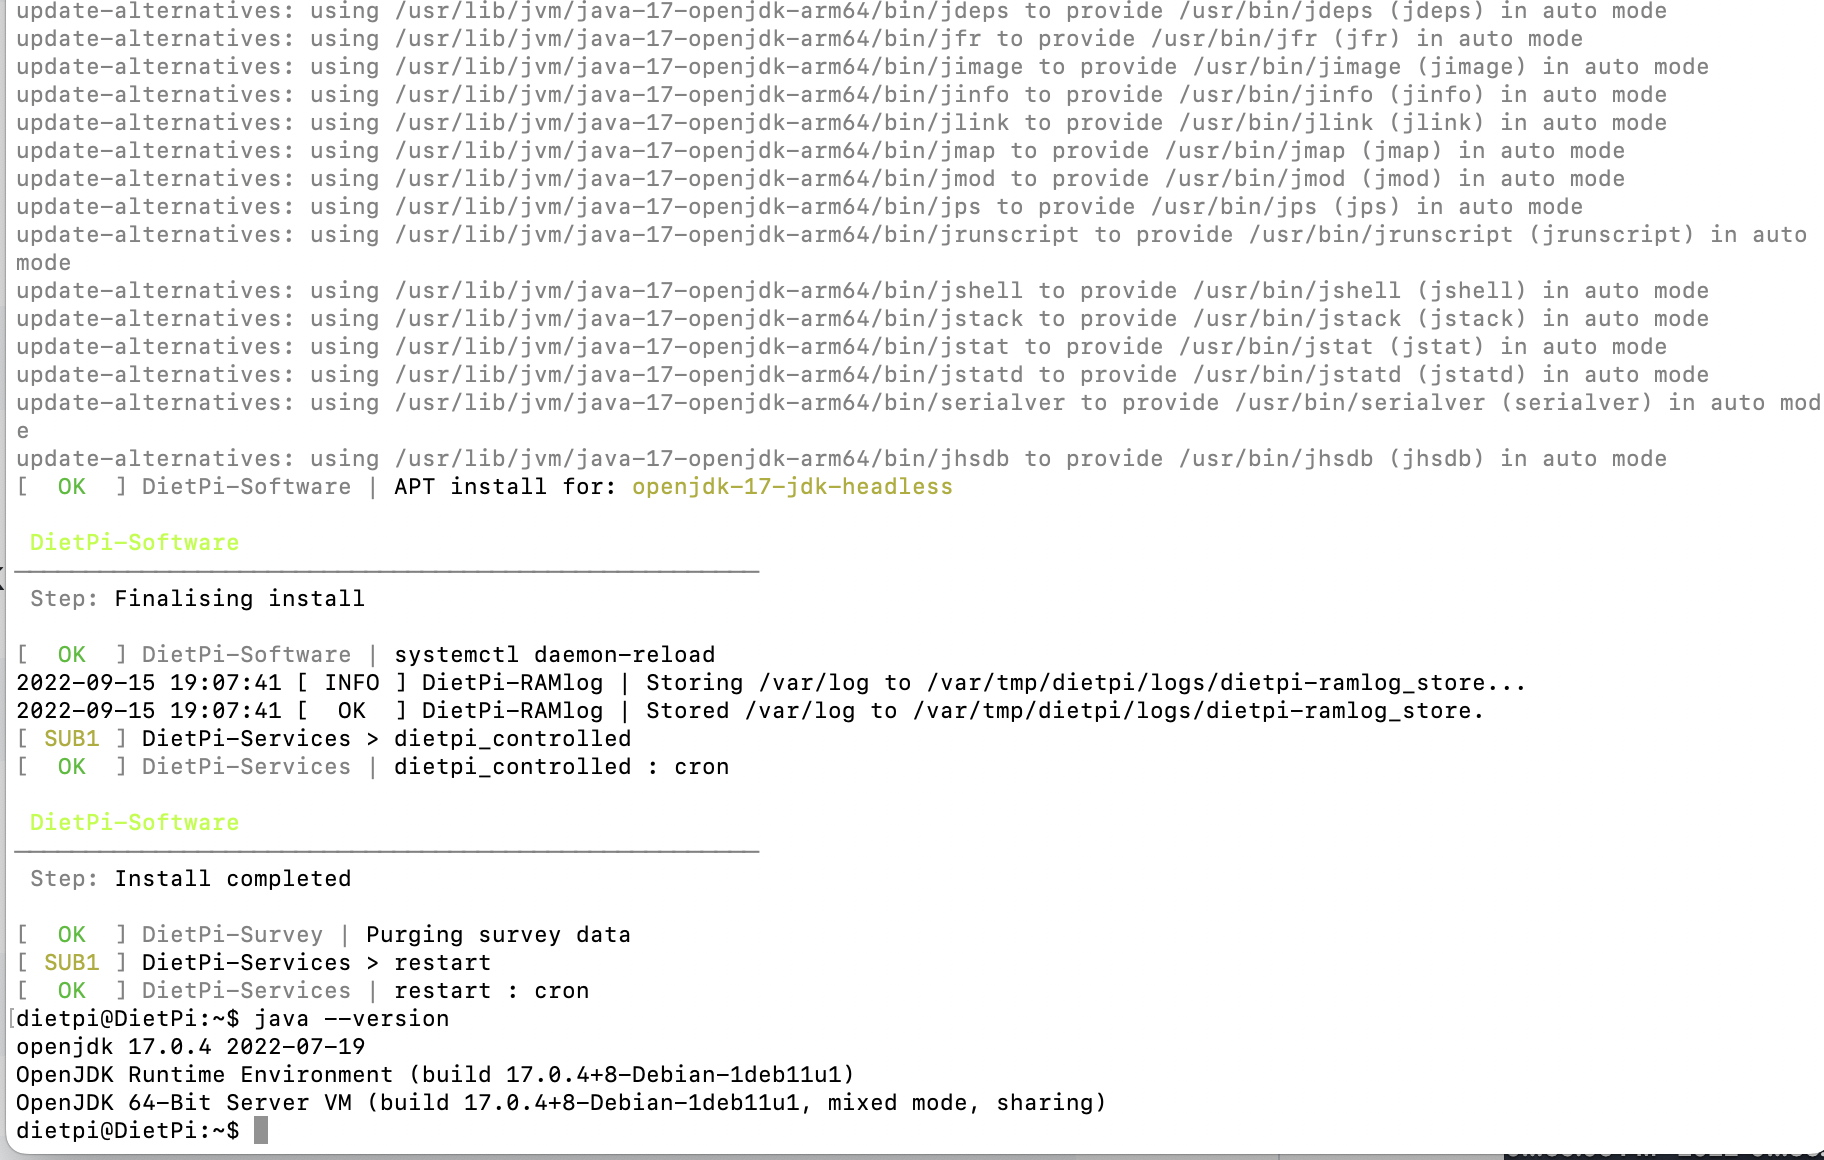 update-alternatives: using /usr/lib/jvm/java-17-openjdk-arm64/bin/jdeps to provide /usr/bin/jdeps (jdeps) in auto mode
update-alternatives: using /usr/lib/jvm/java-17-openjdk-arm64/bin/jfr to provide /usr/bin/jfr (jfr) in auto mode
update-alternatives: using /usr/lib/jvm/java-17-openjdk-arm64/bin/jimage to provide /usr/bin/jimage (jimage) in auto mode
update-alternatives: using /usr/lib/jvm/java-17-openjdk-arm64/bin/jinfo to provide /usr/bin/jinfo (jinfo) in auto mode
update-alternatives: using /usr/lib/jvm/java-17-openjdk-arm64/bin/jlink to provide /usr/bin/jlink (jlink) in auto mode
update-alternatives: using /usr/lib/jvm/java-17-openjdk-arm64/bin/jmap to provide /usr/bin/jmap (jmap) in auto mode
update-alternatives: using /usr/lib/jvm/java-17-openjdk-arm64/bin/jmod to provide /usr/bin/jmod (jmod) in auto mode
update-alternatives: using /usr/lib/jvm/java-17-openjdk-arm64/bin/jps to provide /usr/bin/jps (jps) in auto mode
update-alternatives: using /usr/lib/jvm/java-17-openjdk-arm64/bin/jrunscript to provide /usr/bin/jrunscript (jrunscript) in auto
mode
update-alternatives: using /usr/lib/jvm/java-17-openjdk-arm64/bin/jshell to provide /usr/bin/jshell (jshell) in auto mode
update-alternatives: using /usr/lib/jvm/java-17-openjdk-arm64/bin/jstack to provide /usr/bin/jstack (jstack) in auto mode
update-alternatives: using /usr/lib/jvm/java-17-openjdk-arm64/bin/jstat to provide /usr/bin/jstat (jstat) in auto mode
update-alternatives: using /usr/lib/jvm/java-17-openjdk-arm64/bin/jstatd to provide /usr/bin/jstatd (jstatd) in auto mode
update-alternatives: using /usr/lib/jvm/java-17-openjdk-arm64/bin/serialver to provide /usr/bin/serialver (serialver) in auto mod
e
update-alternatives: using /usr/lib/jvm/java-17-openjdk-arm64/bin/jhsdb to provide /usr/bin/jhsdb (jhsdb) in auto mode
[  OK  ] DietPi-Software | APT install for: openjdk-17-jdk-headless
DietPi-Software
Step: Finalising install
[  OK  ] DietPi-Software | systemctl daemon-reload
2022-09-15 19:07:41 [ INFO ] DietPi-RAMlog | Storing /var/log to /var/tmp/dietpi/logs/dietpi-ramlog_store...
2022-09-15 19:07:41 [  OK  ] DietPi-RAMlog | Stored /var/log to /var/tmp/dietpi/logs/dietpi-ramlog_store.
[ SUB1 ] DietPi-Services > dietpi_controlled
[  OK  ] DietPi-Services | dietpi_controlled : cron
DietPi-Software
Step: Install completed
[  OK  ] DietPi-Survey | Purging survey data
[ SUB1 ] DietPi-Services > restart
[  OK  ] DietPi-Services | restart : cron
[dietpi@DietPi:~$ java --version
openjdk 17.0.4 2022-07-19
OpenJDK Runtime Environment (build 17.0.4+8-Debian-1deb11u1)
OpenJDK 64-Bit Server VM (build 17.0.4+8-Debian-1deb11u1, mixed mode, sharing)
dietpi@DietPi:~$